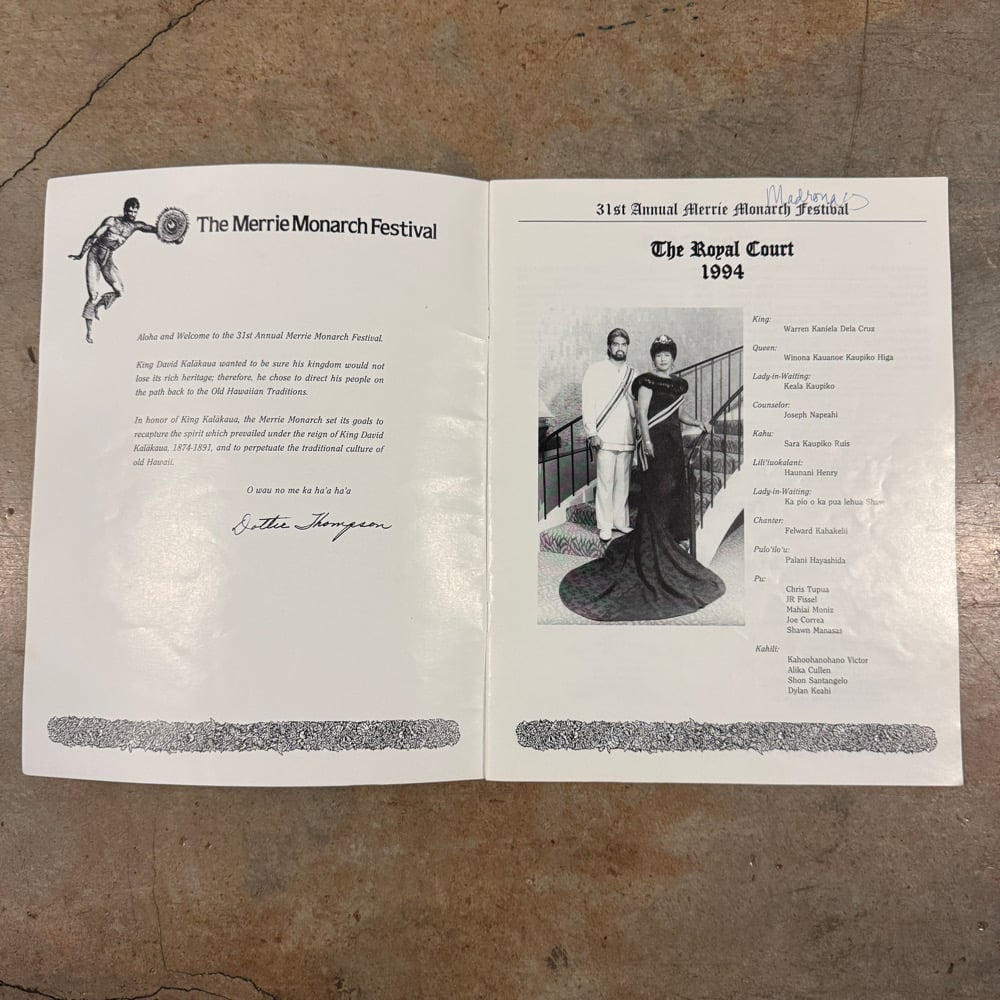 The Merrie Monarch Festival
Aloha and Welcome to the 31st Annual Merrie Monarch Festival.
King David Kalākaua wanted to be sure his kingdom would not
lose its rich heritage; therefore, he chose to direct his people on
the path back to the Old Hawaiian Traditions.
In honor of King Kalākaua, the Merrie Monarch set its goals to
recapture the spirit which prevailed under the reign of King David
Kalākaua, 1874-1891, and to perpetuate the traditional culture of
old Hawaii.
O wau no me ka ha'a ha'a
Dottie Thompson
Madrona
31st Annual Merrie Monarch Festival
The Royal Court
1994
King:
Warren Kaniela Dela Cruz
Queen:
Winona Kauanoe Kaupiko Higa
Lady-in-Waiting:
Keala Kaupiko
Counselor:
Joseph Napeahi
Kahu:
Sara Kaupiko Ruis
Lili'iuokalani:
Haunani Henry
Lady-in-Waiting:
Ka pio o ka pua lehua Shaw
Chanter:
Felward Kahakelii
Pulo'ilo'u:
Palani Hayashida
Pu:
Chris Tupua
JR Fissel
Mahiai Moniz
Joe Correa
Shawn Manasas
Kahili:
Kahoohanohano Victor
Alika Cullen
Shon Santangelo
Dylan Keahi